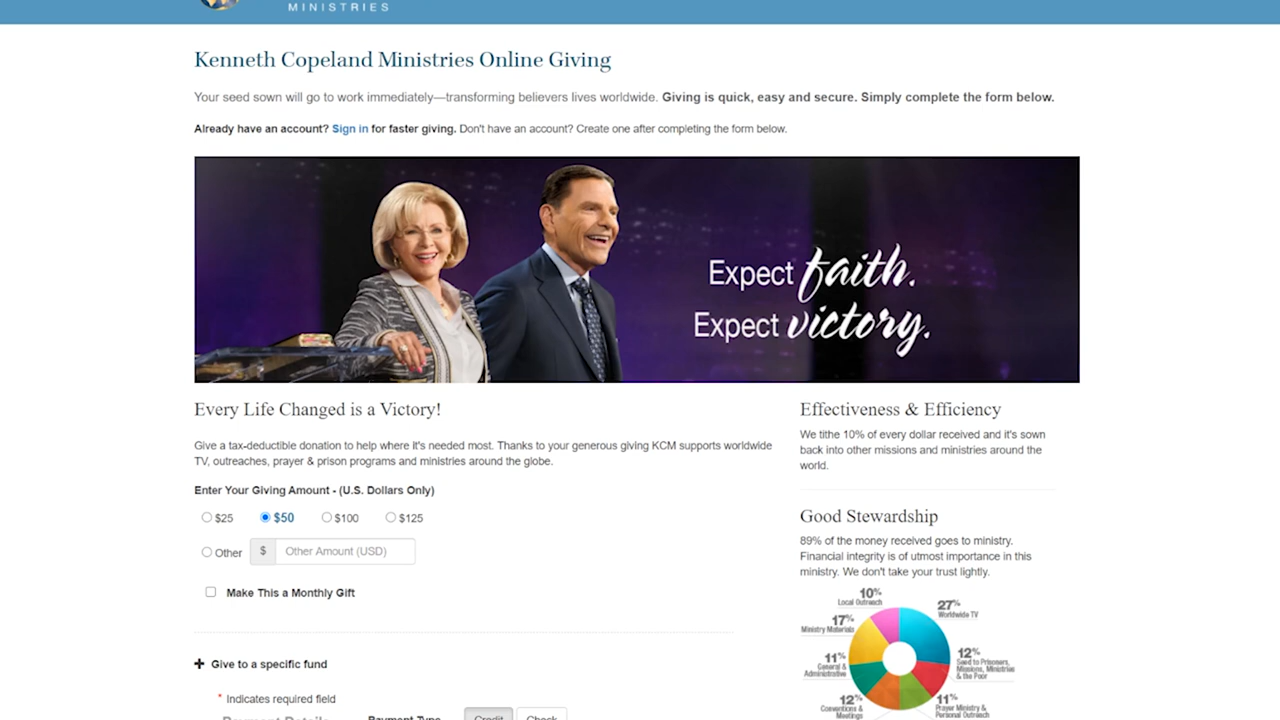 MINISTRIES
Kenneth Copeland Ministries Online Giving
Your seed sown will go to work immediately—transforming believers lives worldwide. Giving is quick, easy and secure. Simply complete the form below.
Already have an account? Sign in for faster giving. Don't have an account? Create one after completing the form below.
Expect faith.
Expect victory.
Every Life Changed is a Victory!
Give a tax-deductible donation to help where it's needed most. Thanks to your generous giving KCM supports worldwide
TV, outreaches, prayer & prison programs and ministries around the globe.
Enter Your Giving Amount - (U.S. Dollars Only)
$25 $50 $100 $125
Other $ Other Amount (USD)
Make This a Monthly Gift
+ Give to a specific fund
* Indicates required field
Payment Details Payment Type Credit Check
Effectiveness & Efficiency
We tithe 10% of every dollar received and it's sown
back into other missions and ministries around the
world.
Good Stewardship
89% of the money received goes to ministry.
Financial integrity is of utmost importance in this
ministry. We don't take your trust lightly.
10%
Local Outreach
27%
Worldwide TV
17%
Ministry Materials
12%
Seed to Prisoners,
Missions, Ministries
& the Poor
11%
General &
Administrative
11%
Prayer Ministry &
Personal Outreach
12%
Conventions &
Meetings